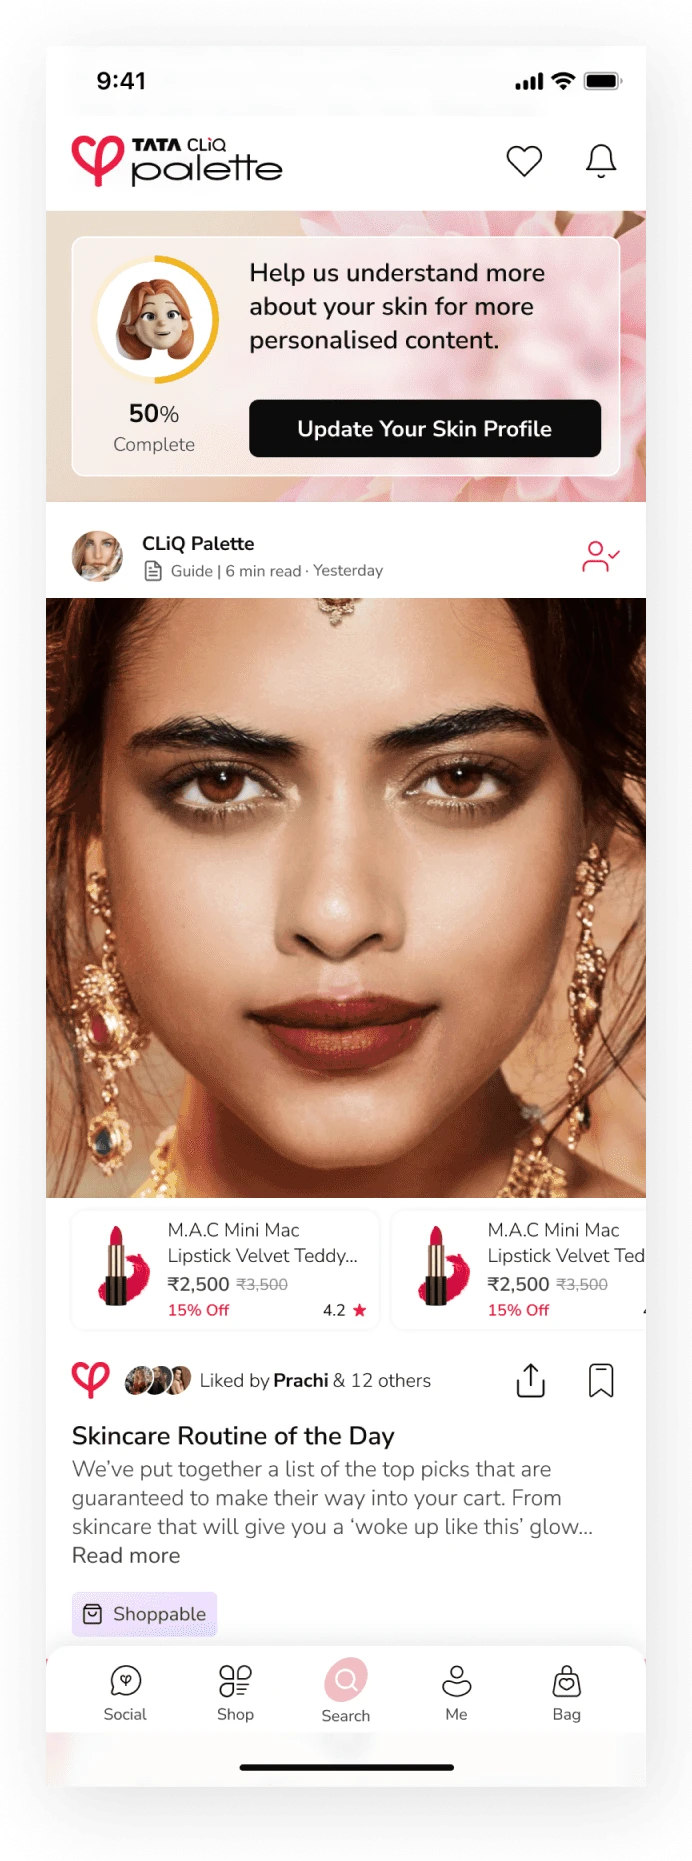 9:41
TATA CLiQ
palette
Help us understand more
about your skin for more
personalised content.
50%
Complete
Update Your Skin Profile
CLiQ Palette
Guide | 6 min read · Yesterday
M.A.C Mini Mac
Lipstick Velvet Teddy...
₹2,500 ₹3,500
15% Off 4.2
M.A.C Mini Mac
Lipstick Velvet Ted
₹2,500 ₹3,500
15% Off
Liked by Prachi & 12 others
Skincare Routine of the Day
We’ve put together a list of the top picks that are
guaranteed to make their way into your cart. From
skincare that will give you a ‘woke up like this’ glow...
Read more
Shoppable
Social
Shop
Search
Me
Bag